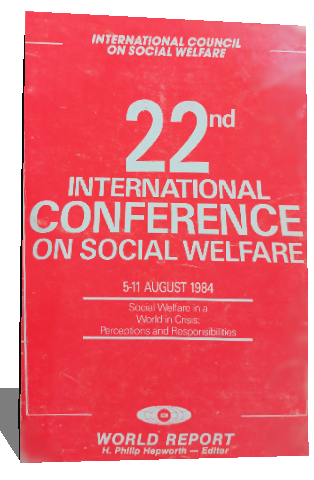 INTERNATIONAL COUNCIL
ON SOCIAL WELFARE
22nd
INTERNATIONAL
CONFERENCE
ON SOCIAL WELFARE
5-11 AUGUST 1984
Social Welfare in a
World in Crisis:
Perceptions and Responsibilities
WORLD REPORT
H. Philip Hepworth — Editor